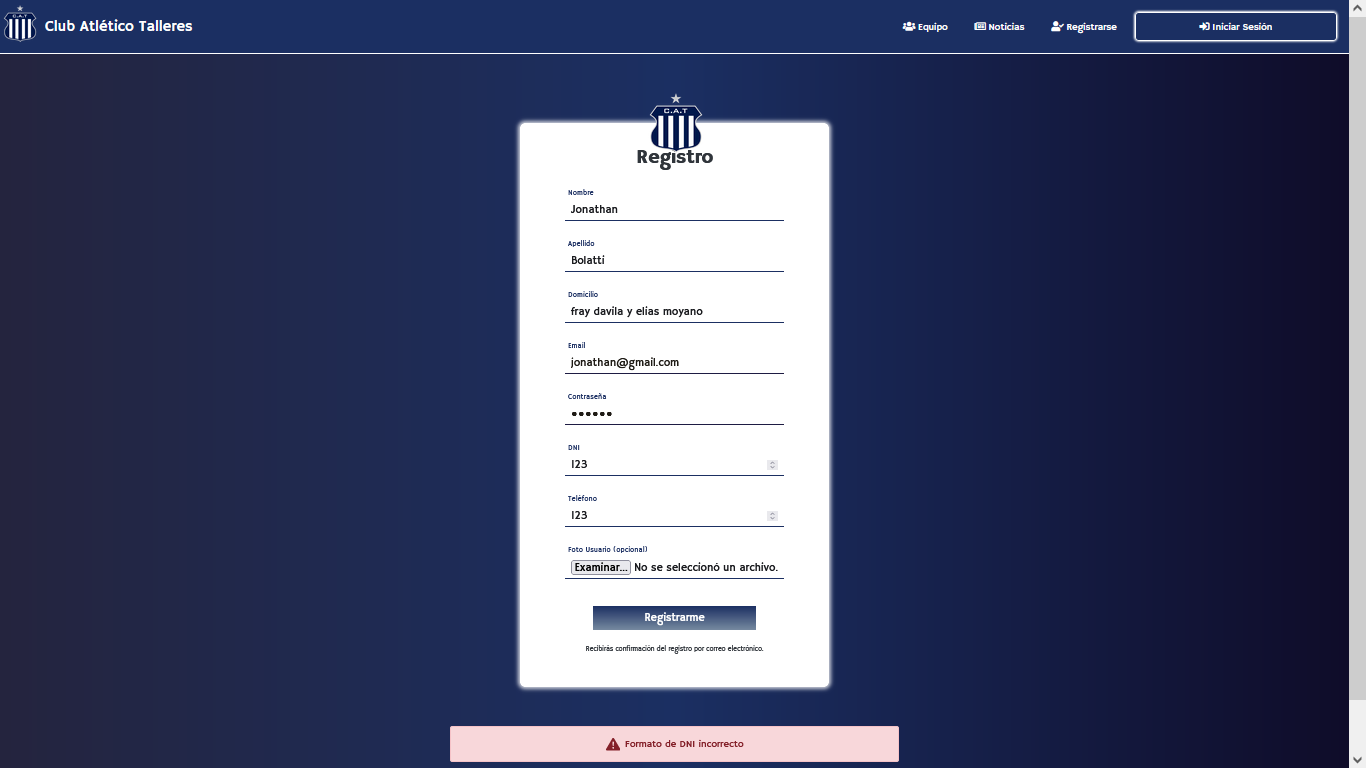 C.A.T
Club Atlético Talleres
Equipo
Noticias
Registrarse
Iniciar Sesión
C.A.T
Registro
Nombre
Jonathan
Apellido
Bolatti
Domicilio
fray davila y elias moyano
Email
jonathan@gmail.com
Contraseña
••••••
DNI
123
Teléfono
123
Foto Usuario (opcional)
Examinar... No se seleccionó un archivo.
Registrarme
Recibirás confirmación del registro por correo electrónico.
Formato de DNI incorrecto